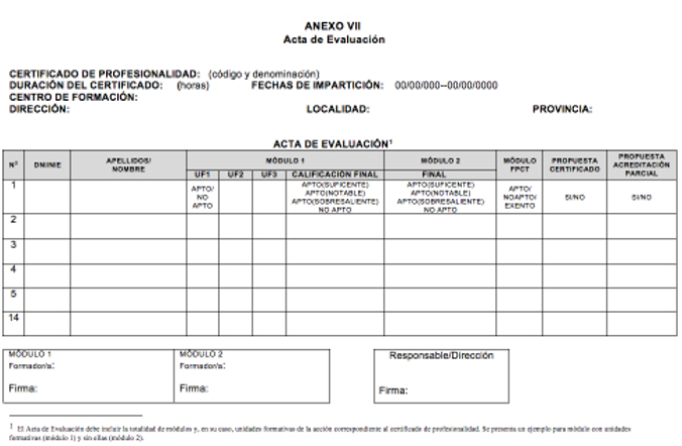 ANEXO VII
Acta de Evaluación
CERTIFICADO DE PROFESIONALIDAD: (código y denominación)
DURACIÓN DEL CERTIFICADO: (horas) FECHAS DE IMPARTICIÓN: 00/00/000--00/00/0000
CENTRO DE FORMACIÓN:
DIRECCIÓN: LOCALIDAD: PROVINCIA:
ACTA DE EVALUACIÓN¹
Nº DNI/NIE APELLIDOS/ NOMBRE MÓDULO 1 MÓDULO 2 MÓDULO FPCT PROPUESTA CERTIFICADO PROPUESTA ACREDITACIÓN PARCIAL
UF1 UF2 UF3 CALIFICACIÓN FINAL FINAL
1 APTO/ NO APTO APTO(SUFICENTE) APTO(NOTABLE) APTO(SOBRESALIENTE) NO APTO APTO(SUFICENTE) APTO(NOTABLE) APTO(SOBRESALIENTE) NO APTO APTO/ NOAPTO/ EXENTO SI/NO SI/NO
2
3
4
5
14
MÓDULO 1 MÓDULO 2 Responsable/Dirección
Formador/a: Formador/a:
Firma: Firma: Firma:
¹ El Acta de Evaluación debe incluir la totalidad de módulos y, en su caso, unidades formativas de la acción correspondiente al certificado de profesionalidad. Se presenta un ejemplo para módulo con unidades
formativas (módulo 1) y sin ellas (módulo 2).